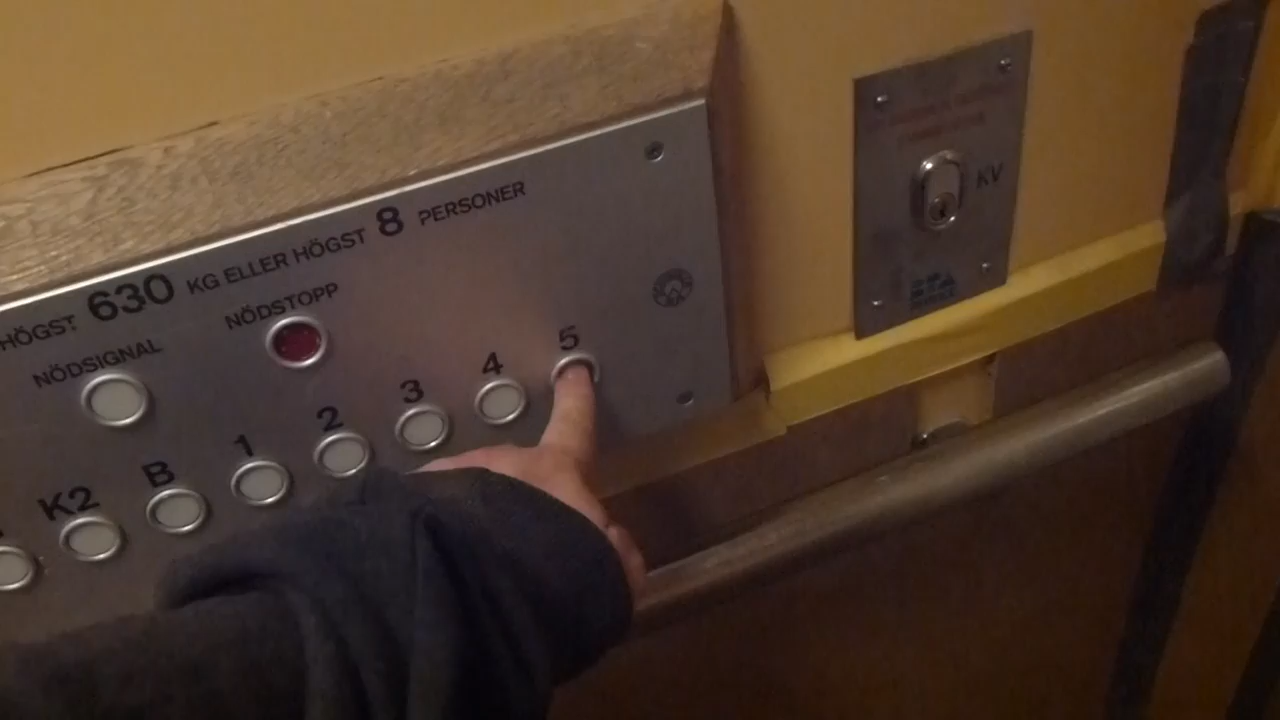 HÖGST 630 KG ELLER HÖGST 8 PERSONER
NÖDSIGNAL
NÖDSTOPP
K2
B
1
2
3
4
5
KV